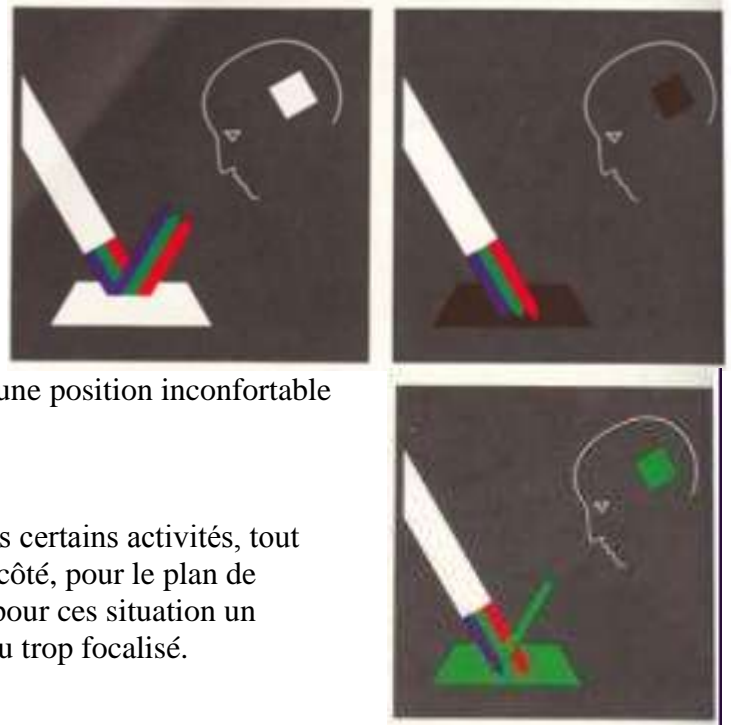 une position inconfortable
s certains activités, tout
côté, pour le plan de
pour ces situation un
u trop focalisé.